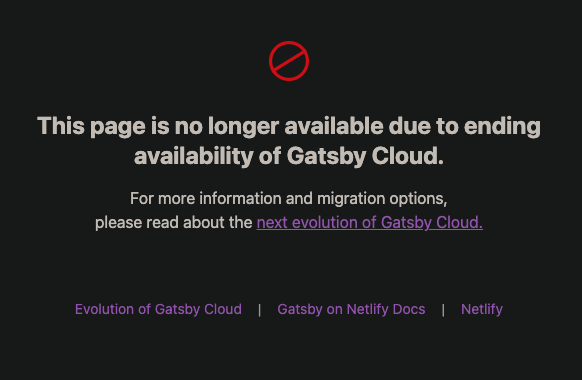 This page is no longer available due to ending
availability of Gatsby Cloud.
For more information and migration options,
please read about the next evolution of Gatsby Cloud.
Evolution of Gatsby Cloud | Gatsby on Netlify Docs | Netlify